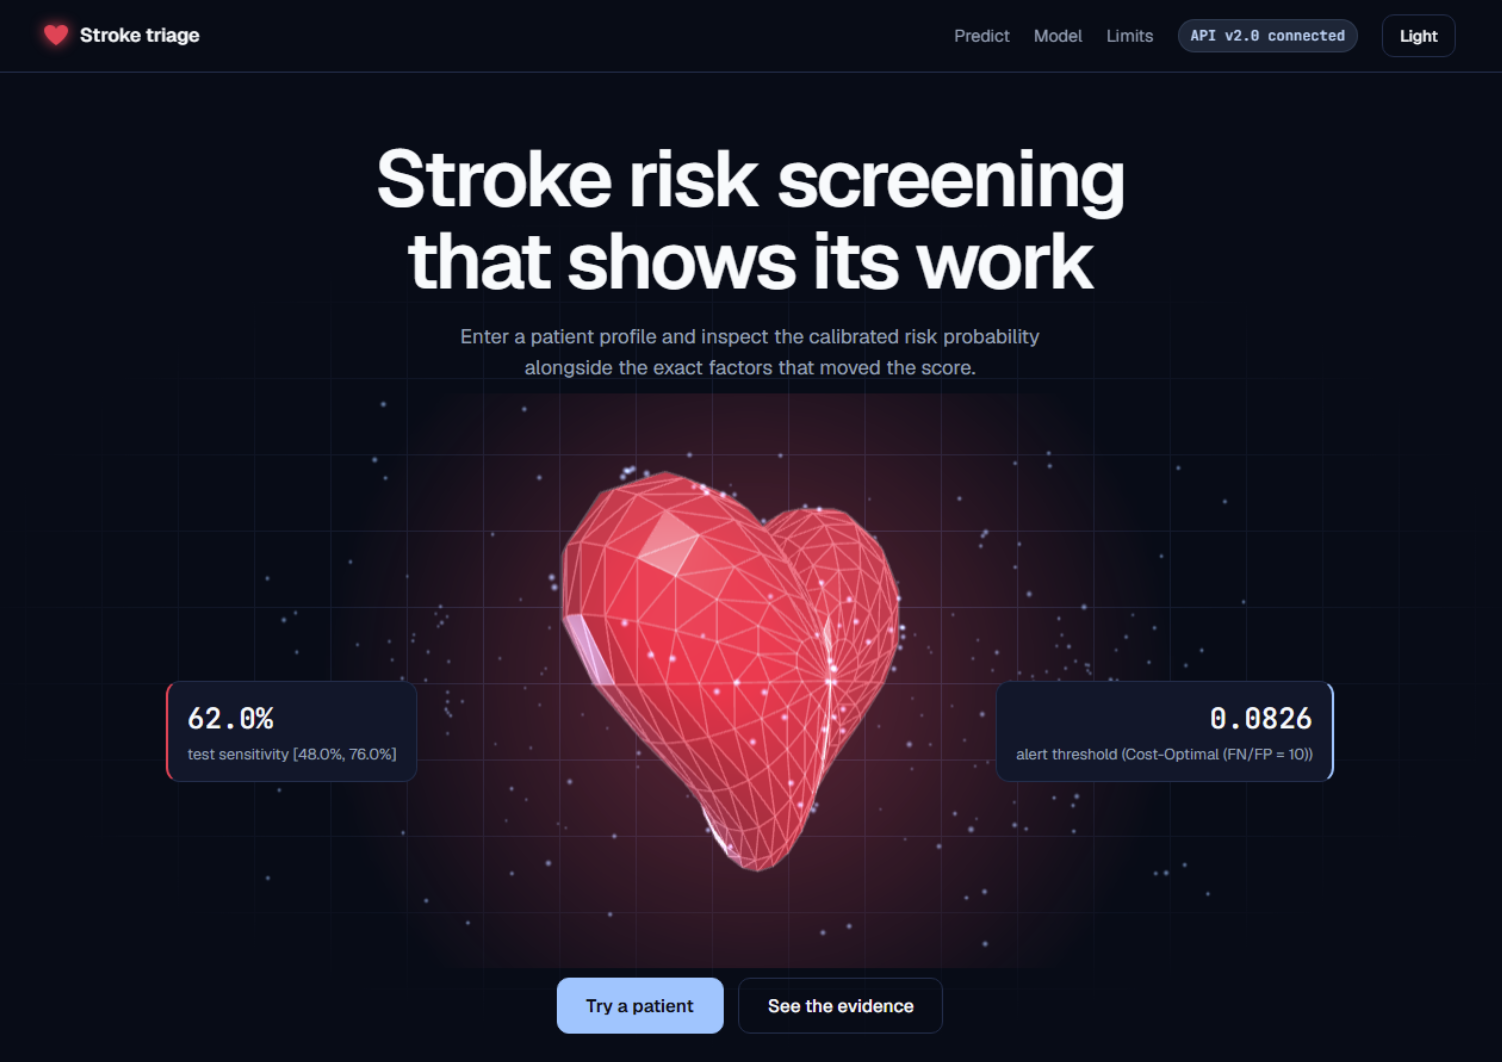 Stroke triage
Predict Model Limits API v2.0 connected Light
Stroke risk screening
that shows its work
Enter a patient profile and inspect the calibrated risk probability
alongside the exact factors that moved the score.
62.0%
test sensitivity [48.0%, 76.0%]
0.0826
alert threshold (Cost-Optimal (FN/FP = 10))
Try a patient See the evidence